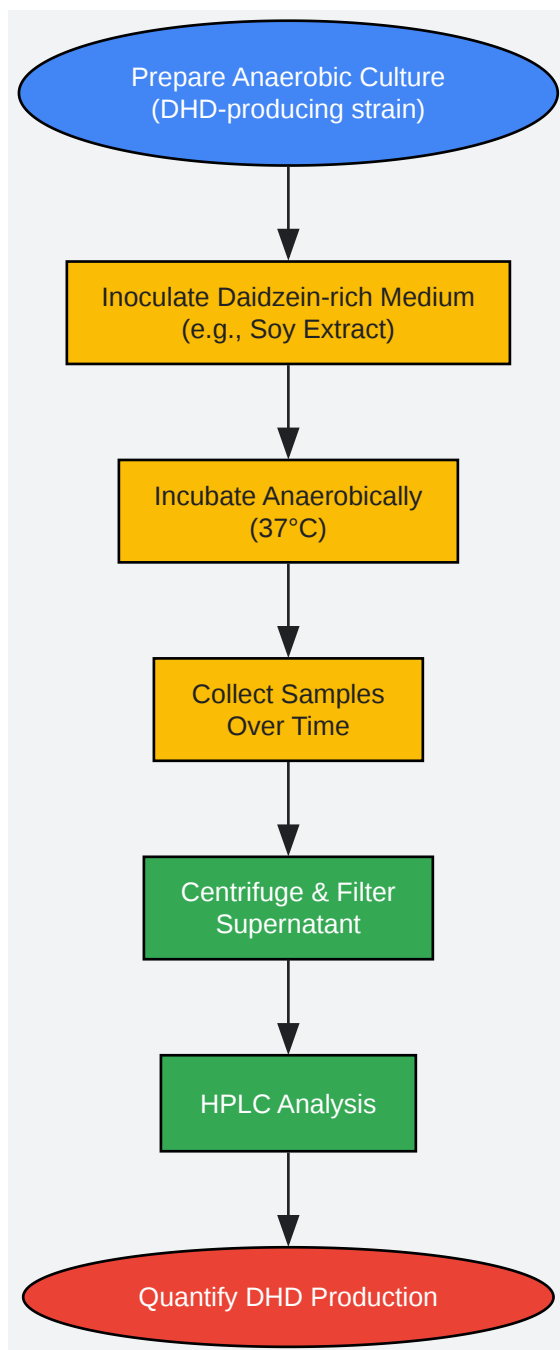 Prepare Anaerobic Culture
(DHD-producing strain)
Inoculate Daidzein-rich Medium
(e.g., Soy Extract)
Incubate Anaerobically
(37°C)
Collect Samples
Over Time
Centrifuge & Filter
Supernatant
HPLC Analysis
Quantify DHD Production